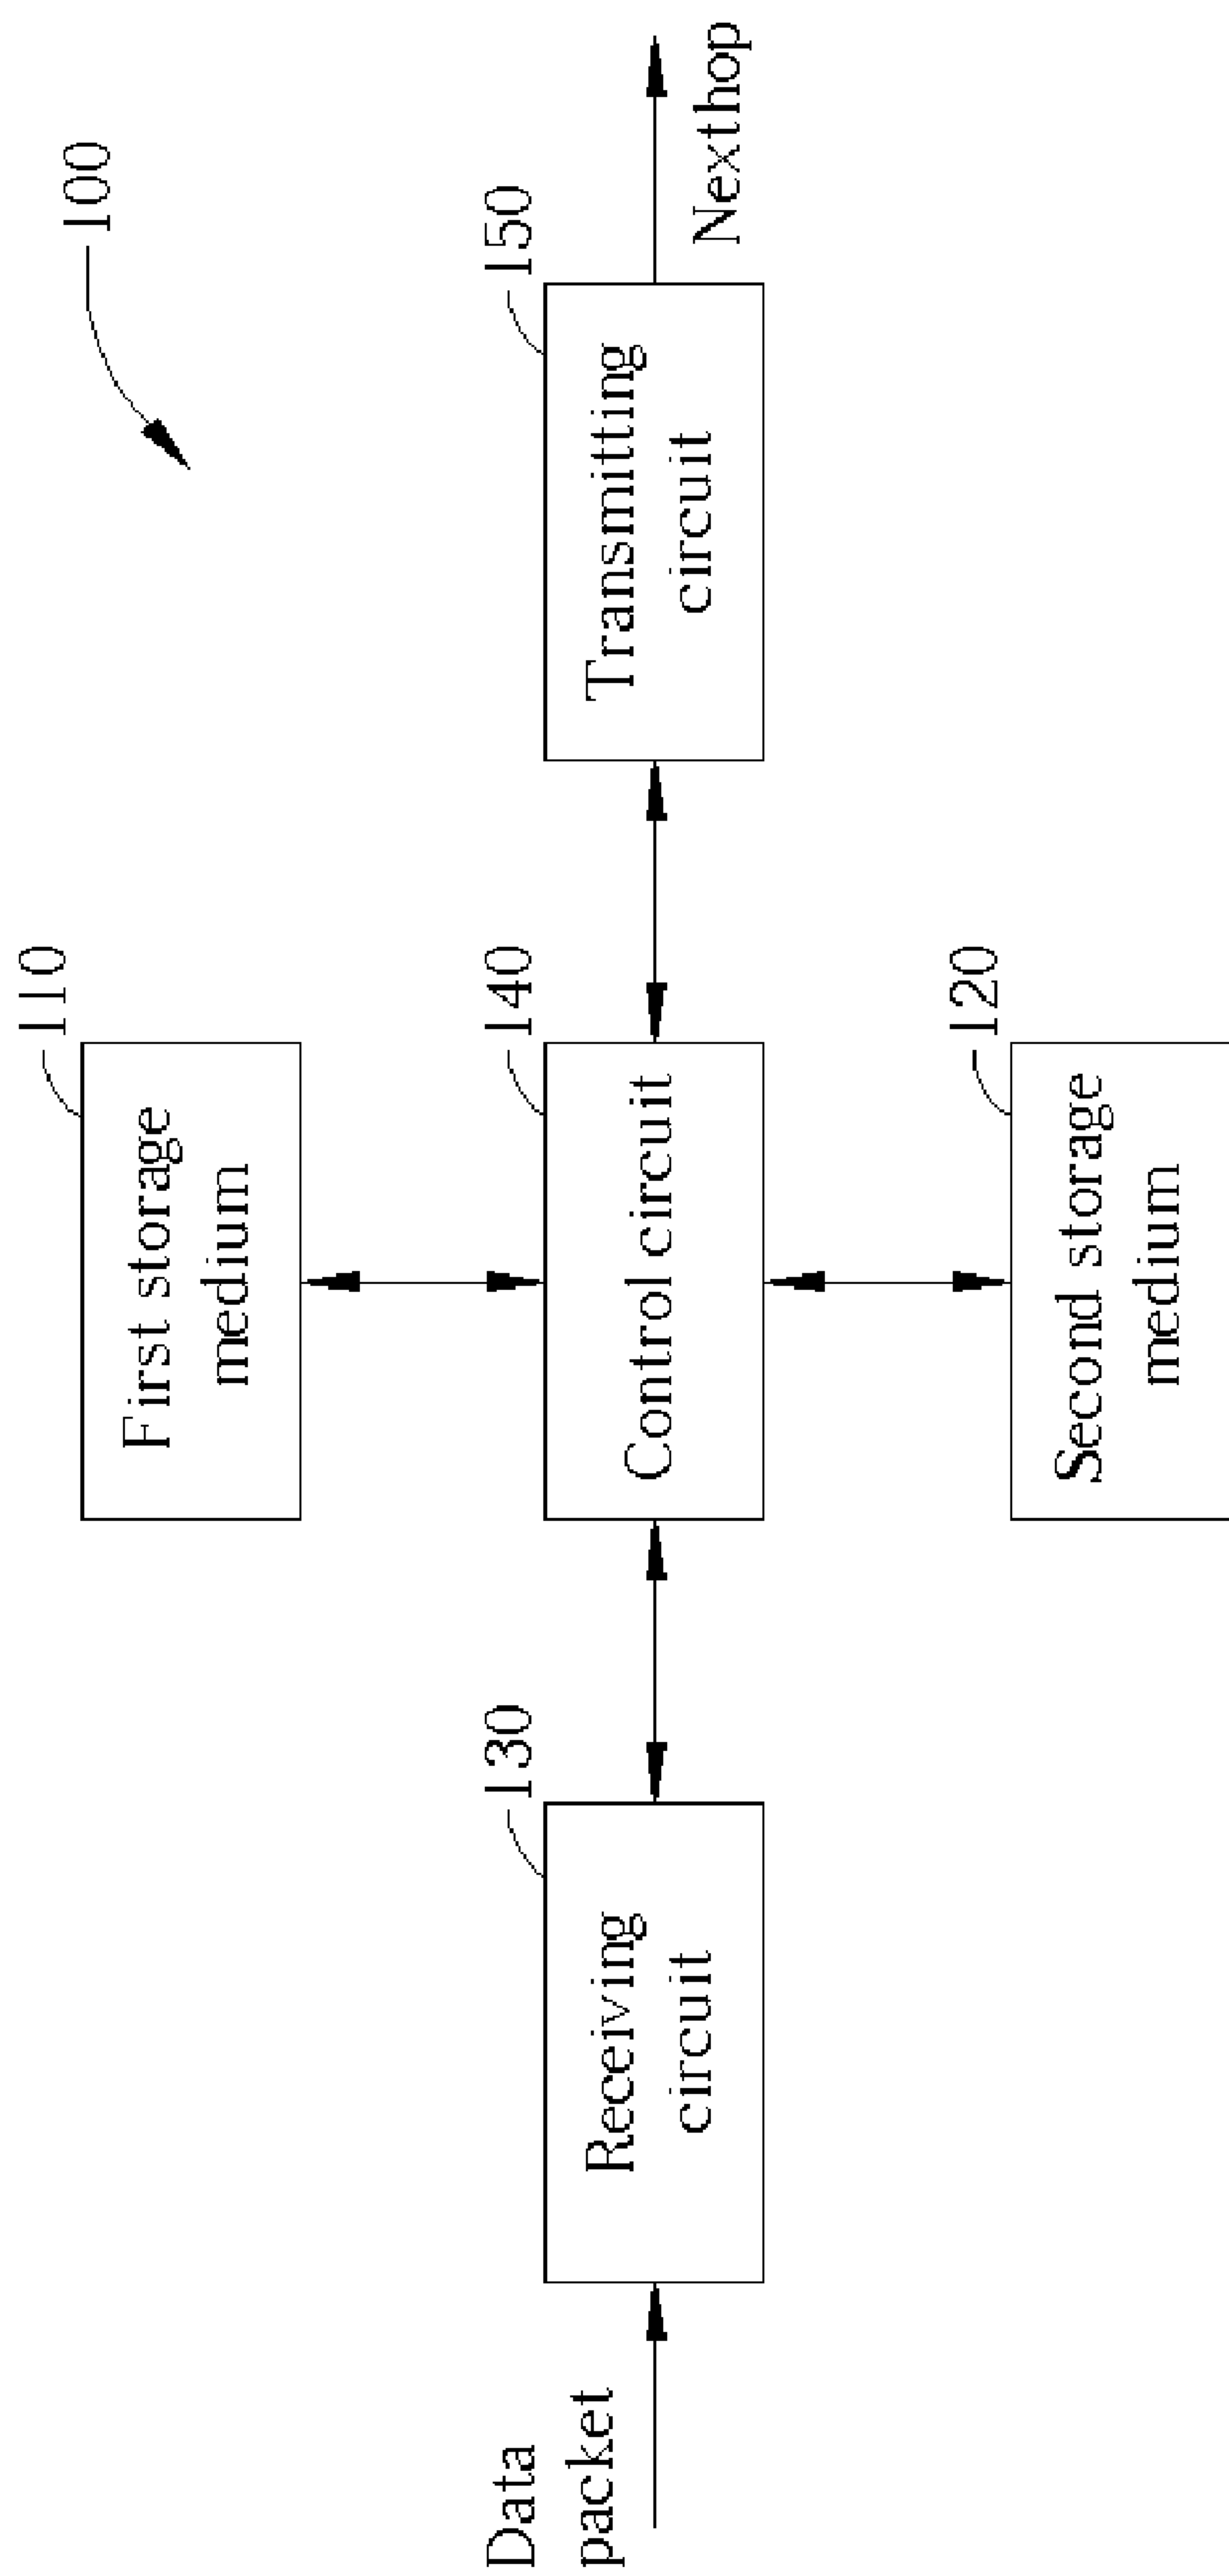 100
110
First storage
medium
130
140
150
Data
packet
Receiving
circuit
Control circuit
Transmitting
circuit
Nexthop
120
Second storage
medium